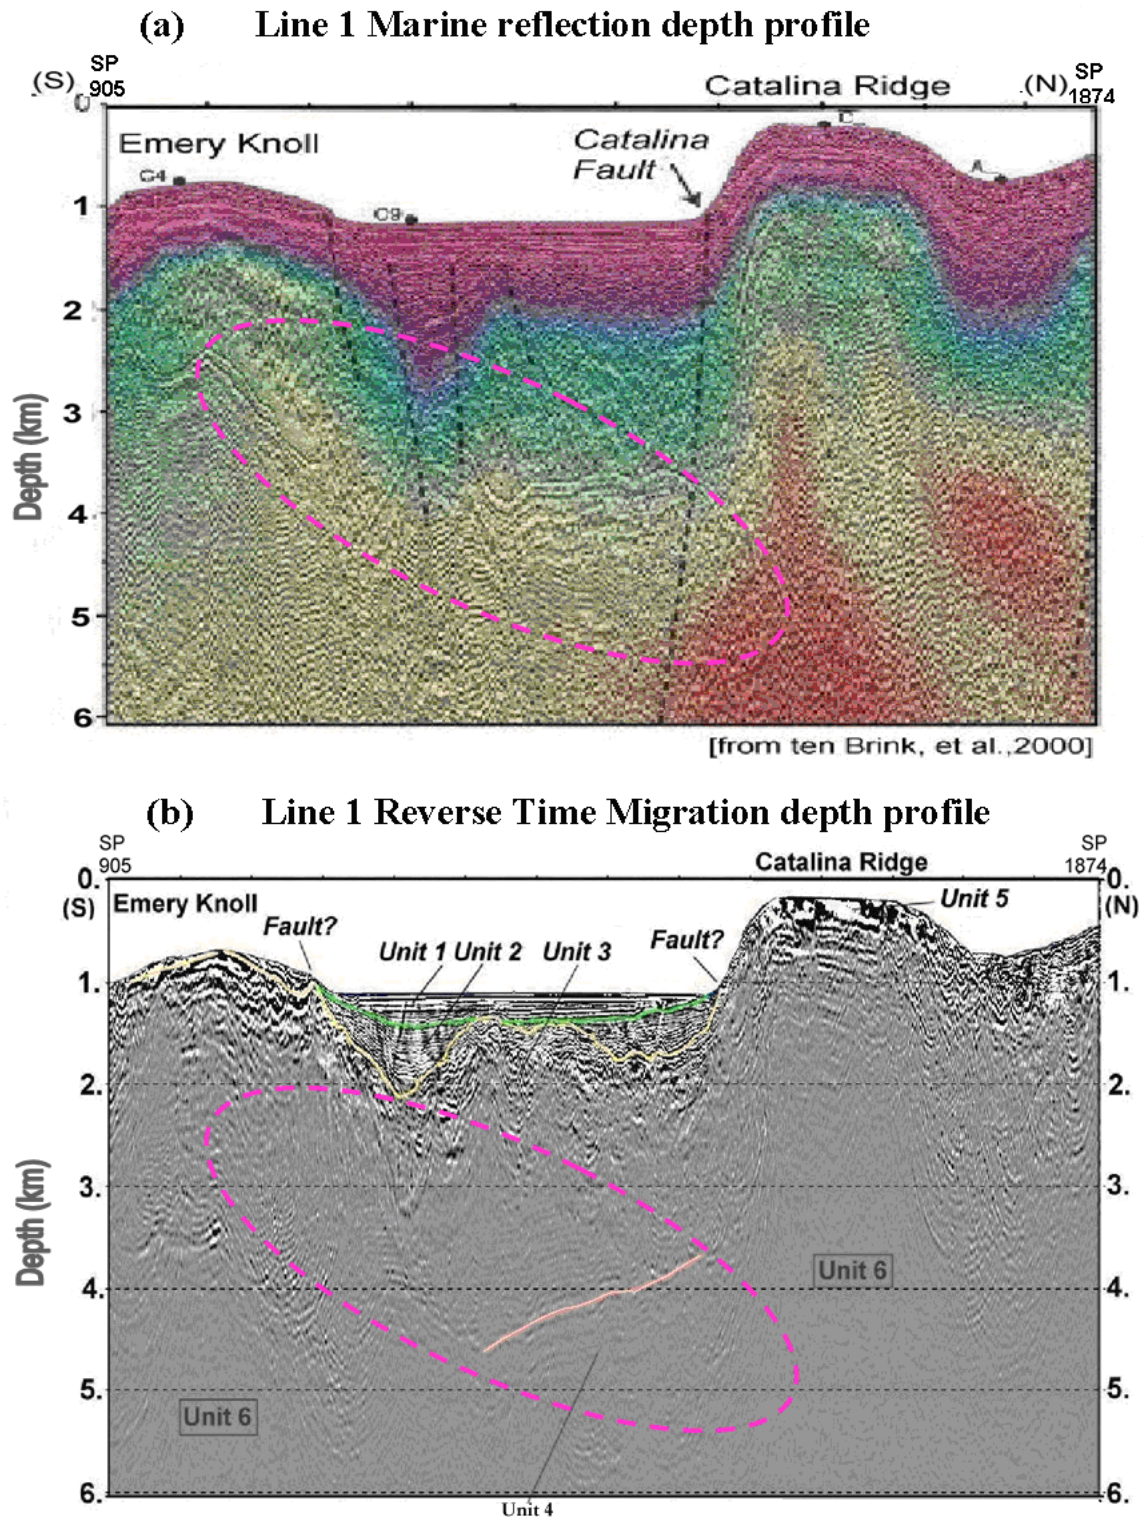 (a) Line 1 Marine reflection depth profile
(S) SP 905
Catalina Ridge
(N) SP 1874
0
Emery Knoll
Catalina
Fault
C4
C9
C
A
1
2
3
4
5
6
Depth (km)
[from ten Brink, et al.,2000]
(b) Line 1 Reverse Time Migration depth profile
SP
905
Catalina Ridge
SP
1874
0.
(S)
Emery Knoll
Fault?
Unit 1 Unit 2 Unit 3
Fault?
Unit 5
0.
(N)
1.
1.
2.
2.
3.
3.
Unit 6
4.
4.
5.
5.
Unit 6
6.
6.
Depth (km)
Unit 4